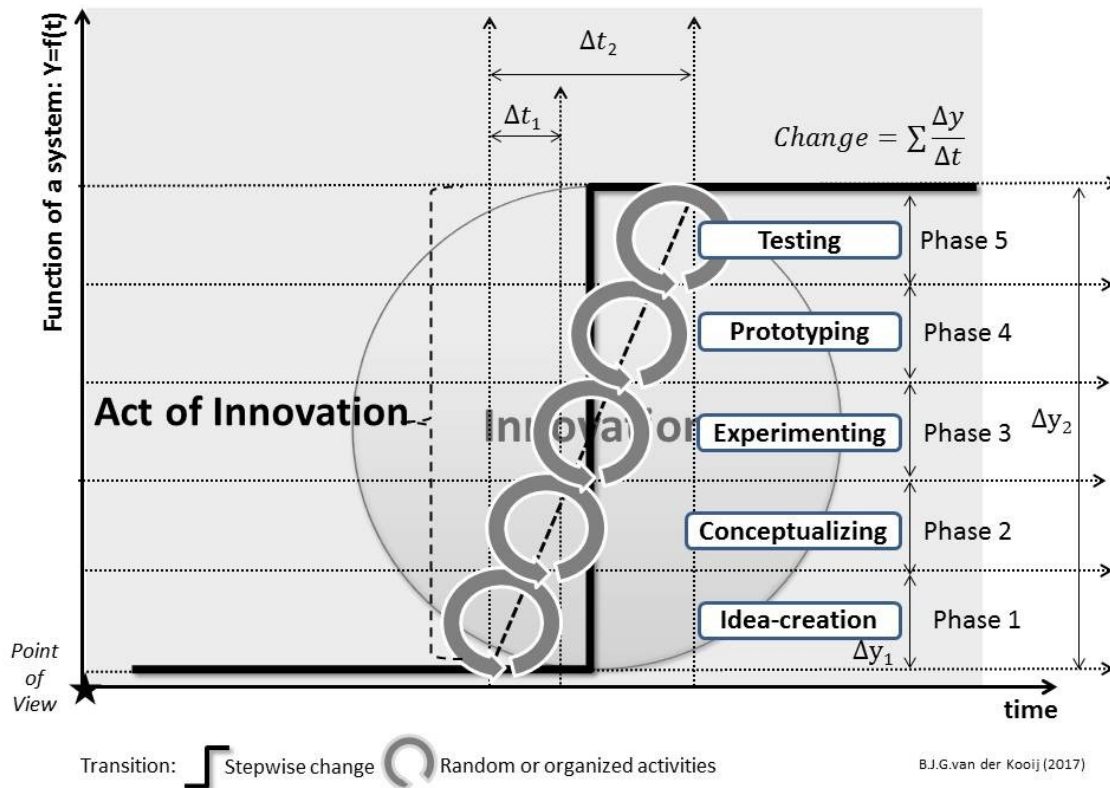 Function of a system: Y=f(t)
Δt₂
Δt₁
Change = ∑ Δy/Δt
Testing
Phase 5
Prototyping
Phase 4
Act of Innovation
Innovation
Experimenting
Phase 3
Δy₂
Conceptualizing
Phase 2
Idea-creation
Phase 1
Δy₁
Point
of
View
time
Transition:
Stepwise change
Random or organized activities
B.J.G.van der Kooij (2017)